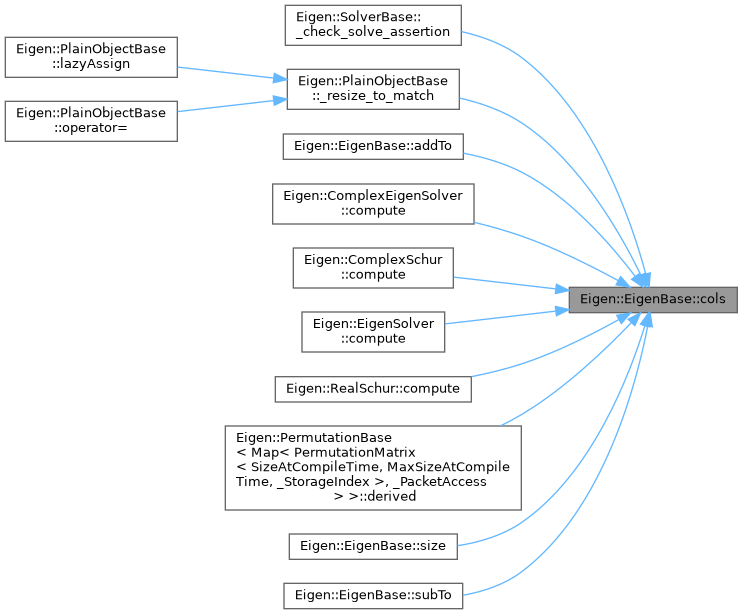 Eigen::SolverBase::
_check_solve_assertion
Eigen::PlainObjectBase
::lazyAssign
Eigen::PlainObjectBase
::_resize_to_match
Eigen::PlainObjectBase
::operator=
Eigen::EigenBase::addTo
Eigen::ComplexEigenSolver
::compute
Eigen::ComplexSchur
::compute
Eigen::EigenBase::cols
Eigen::EigenSolver
::compute
Eigen::RealSchur::compute
Eigen::PermutationBase
< Map< PermutationMatrix
< SizeAtCompileTime, MaxSizeAtCompile
Time, _StorageIndex >, _PacketAccess
> >::derived
Eigen::EigenBase::size
Eigen::EigenBase::subTo